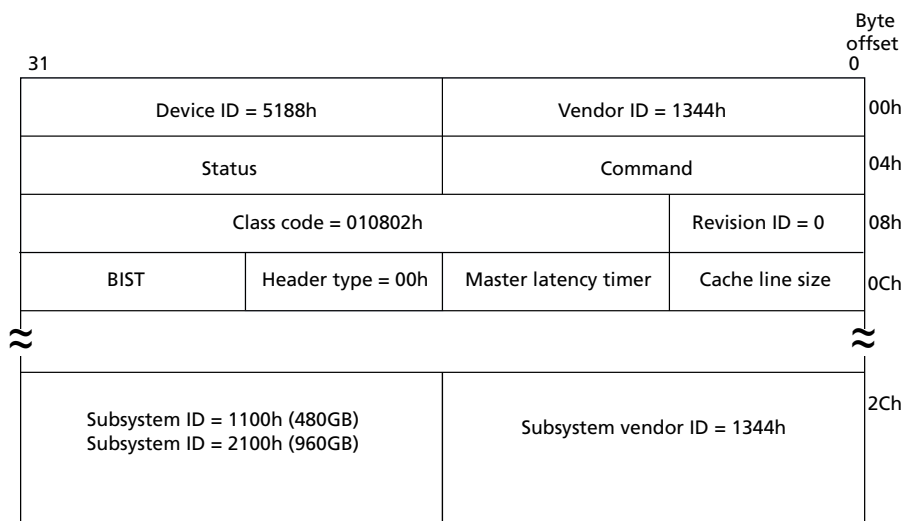 Byte
offset
31 0
Device ID = 5188h Vendor ID = 1344h 00h
Status Command 04h
Class code = 010802h Revision ID = 0 08h
BIST Header type = 00h Master latency timer Cache line size 0Ch
≈ ≈
2Ch
Subsystem ID = 1100h (480GB)
Subsystem ID = 2100h (960GB)
Subsystem vendor ID = 1344h